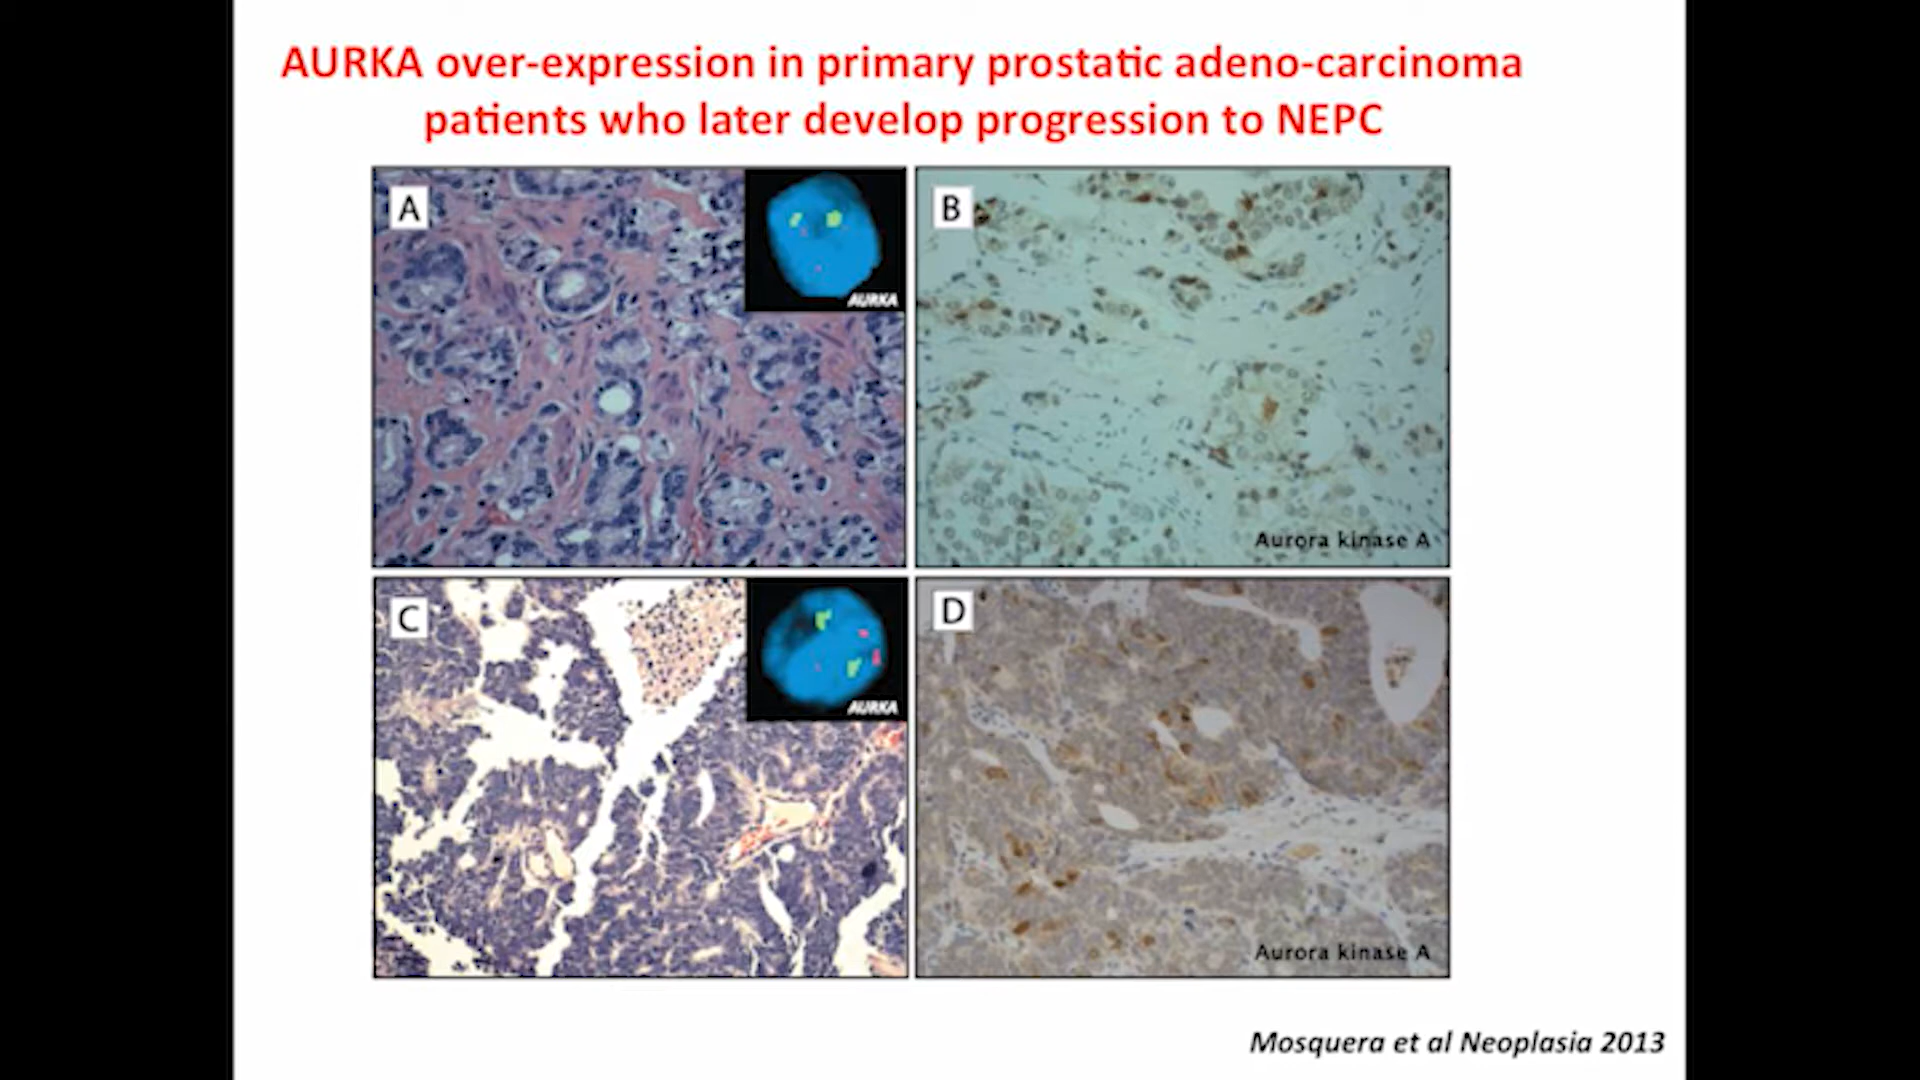 AURKA over-expression in primary prostatic adeno-carcinoma
patients who later develop progression to NEPC
A
AURKA
B
Aurora kinase A
C
AURKA
D
Aurora kinase A
Mosquera et al Neoplasia 2013